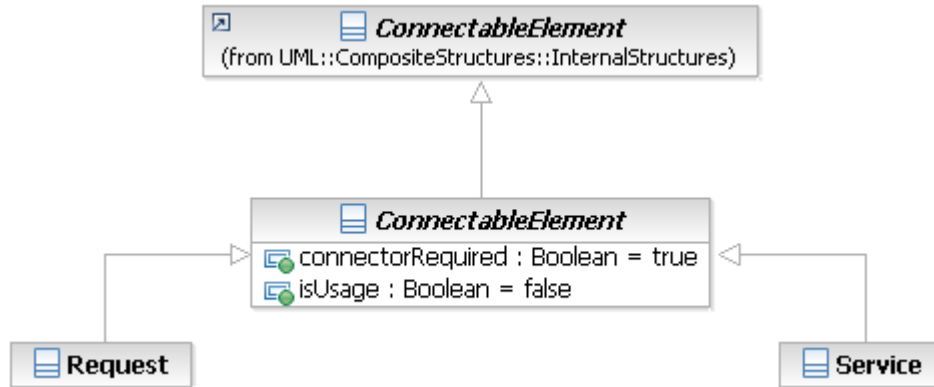 ConnectableElement
(from UML::CompositeStructures::InternalStructures)
ConnectableElement
connectorRequired : Boolean = true
isUsage : Boolean = false
Request
Service